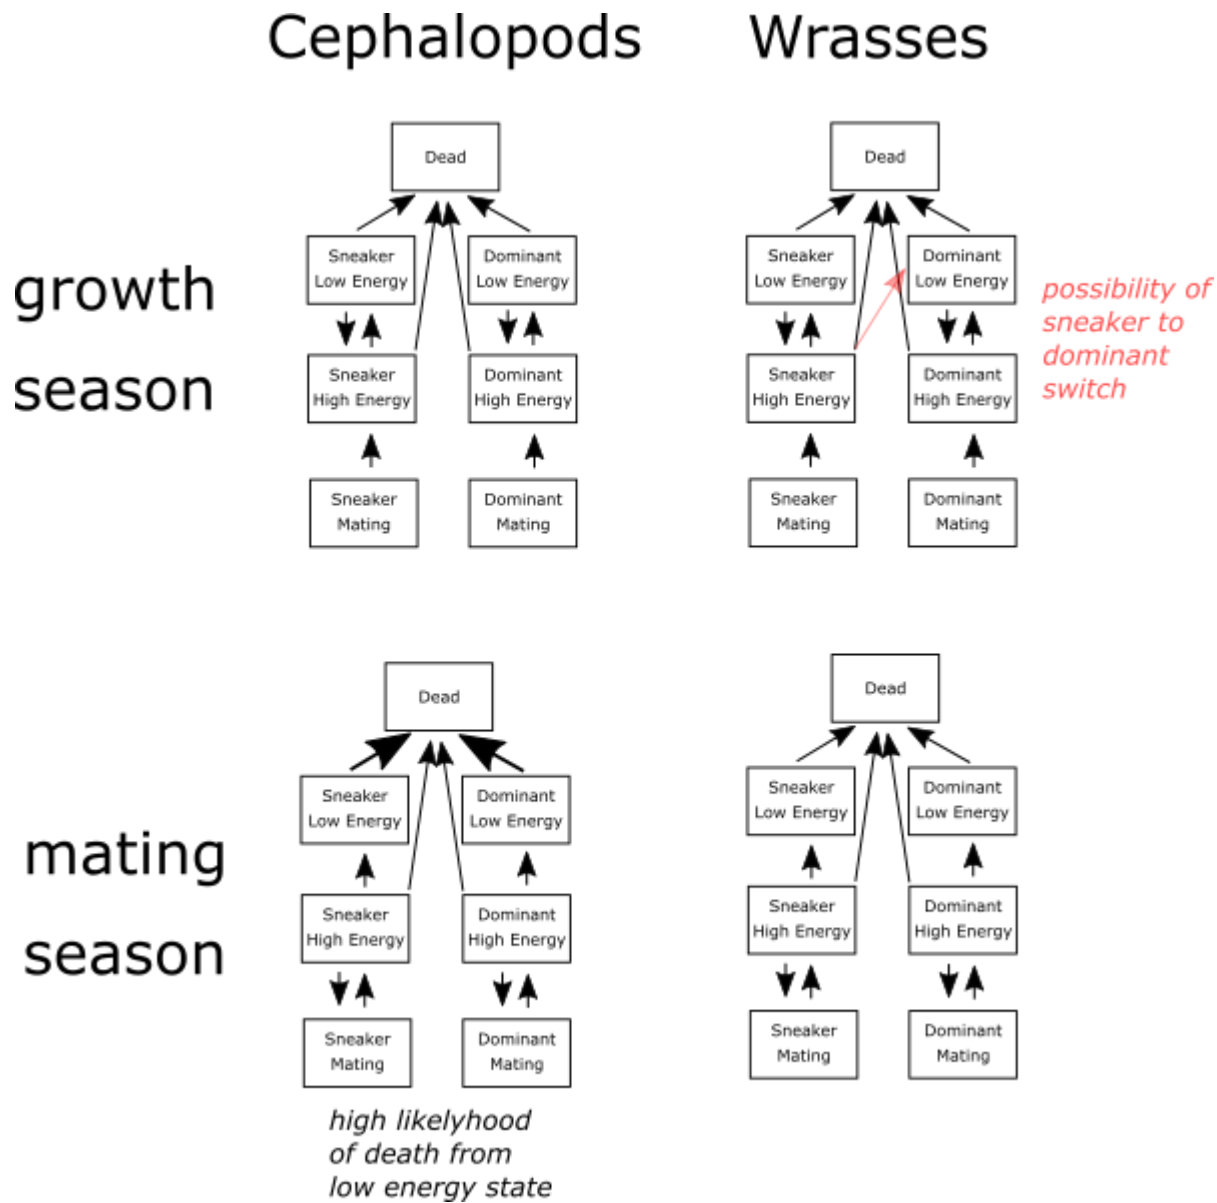 Cephalopods
Wrasses
growth
season
Dead
Sneaker
Low Energy
Dominant
Low Energy
Sneaker
High Energy
Dominant
High Energy
Sneaker
Mating
Dominant
Mating
Dead
Sneaker
Low Energy
Dominant
Low Energy
Sneaker
High Energy
Dominant
High Energy
Sneaker
Mating
Dominant
Mating
possibility of
sneaker to
dominant
switch
mating
season
Dead
Sneaker
Low Energy
Dominant
Low Energy
Sneaker
High Energy
Dominant
High Energy
Sneaker
Mating
Dominant
Mating
high likelyhood
of death from
low energy state
Dead
Sneaker
Low Energy
Dominant
Low Energy
Sneaker
High Energy
Dominant
High Energy
Sneaker
Mating
Dominant
Mating